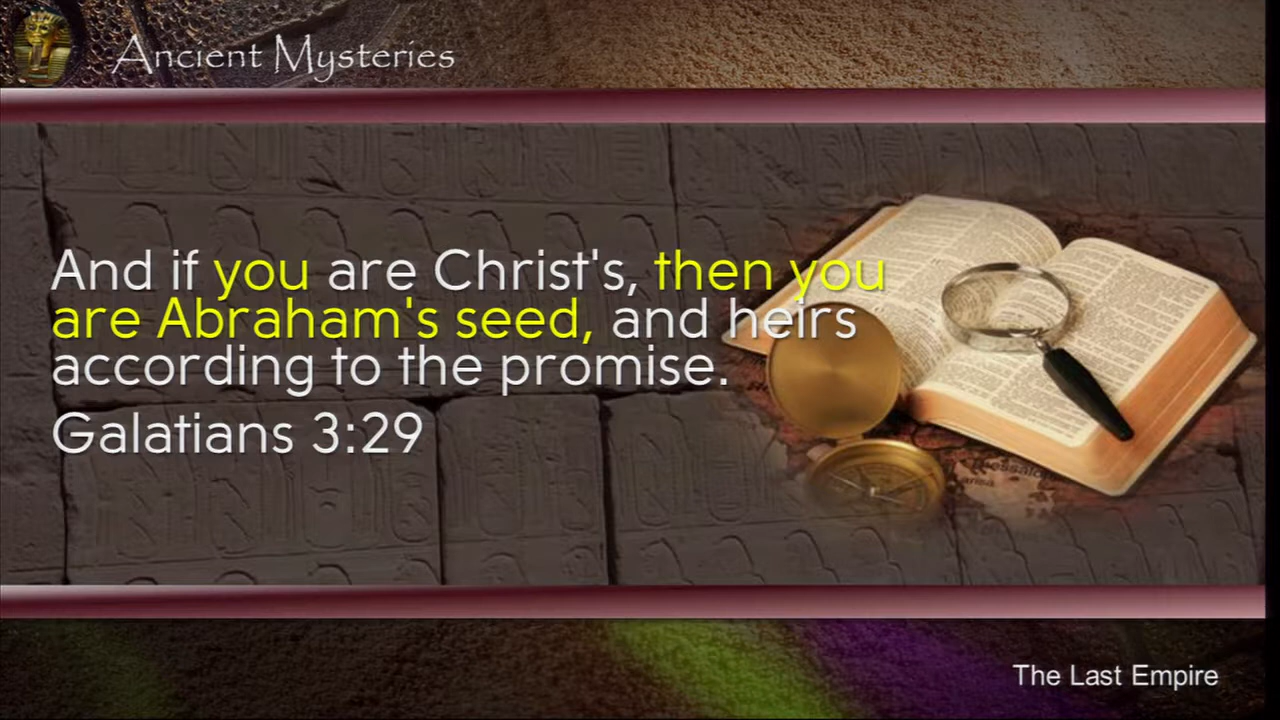 Ancient Mysteries
And if you are Christ's, then you
are Abraham's seed, and heirs
according to the promise.
Galatians 3:29
The Last Empire